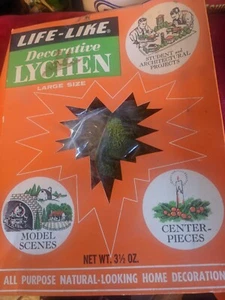 LIFE-LIKE®
Decorative
LYCHEN
LARGE SIZE
STUDENT and
ARCHITECTURAL
PROJECTS
MODEL
SCENES
CENTER-
PIECES
NET WT. 3½ OZ.
ALL PURPOSE NATURAL-LOOKING HOME DECORATION